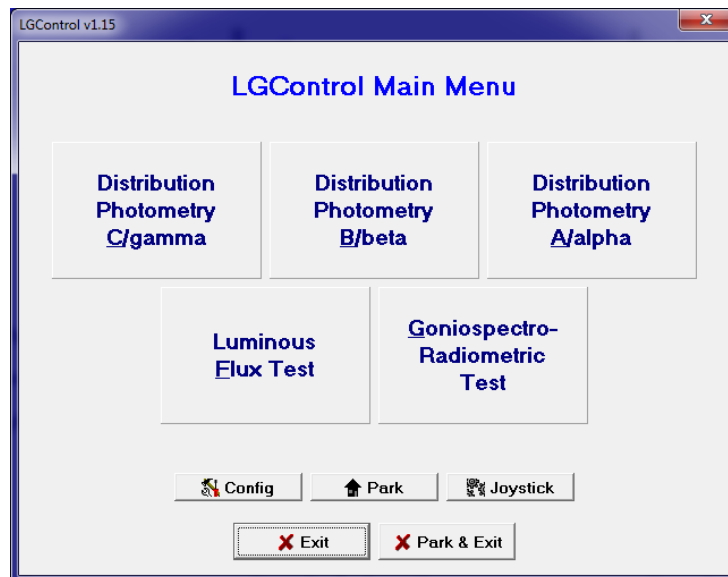 LGControl v1.15
LGControl Main Menu
Distribution
Photometry
C/gamma
Distribution
Photometry
B/beta
Distribution
Photometry
A/alpha
Luminous
Flux Test
Goniospectro-
Radiometric
Test
Config
Park
Joystick
Exit
Park & Exit